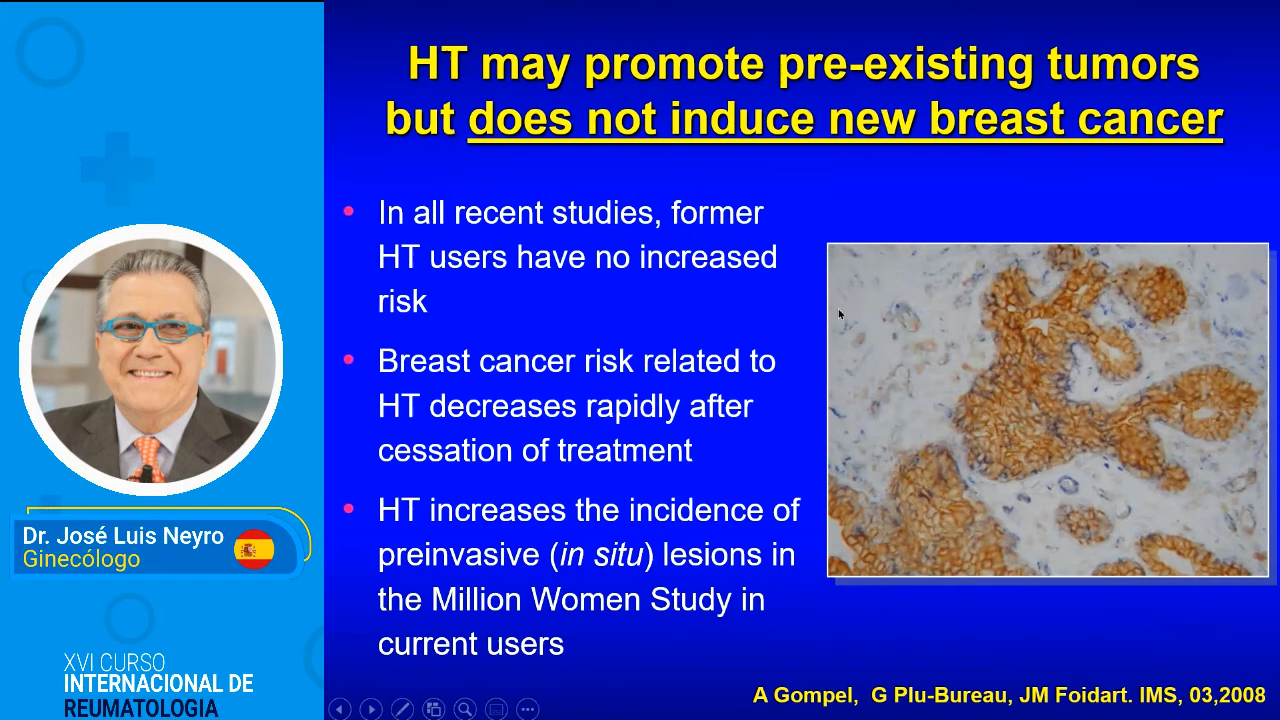 HT may promote pre-existing tumors
but does not induce new breast cancer
• In all recent studies, former
HT users have no increased
risk
• Breast cancer risk related to
HT decreases rapidly after
cessation of treatment
• HT increases the incidence of
preinvasive (in situ) lesions in
the Million Women Study in
current users
A Gompel, G Plu-Bureau, JM Foidart. IMS, 03,2008
Dr. José Luis Neyro
Ginecólogo
XVI CURSO
INTERNACIONAL DE
REUMATOLOGIA